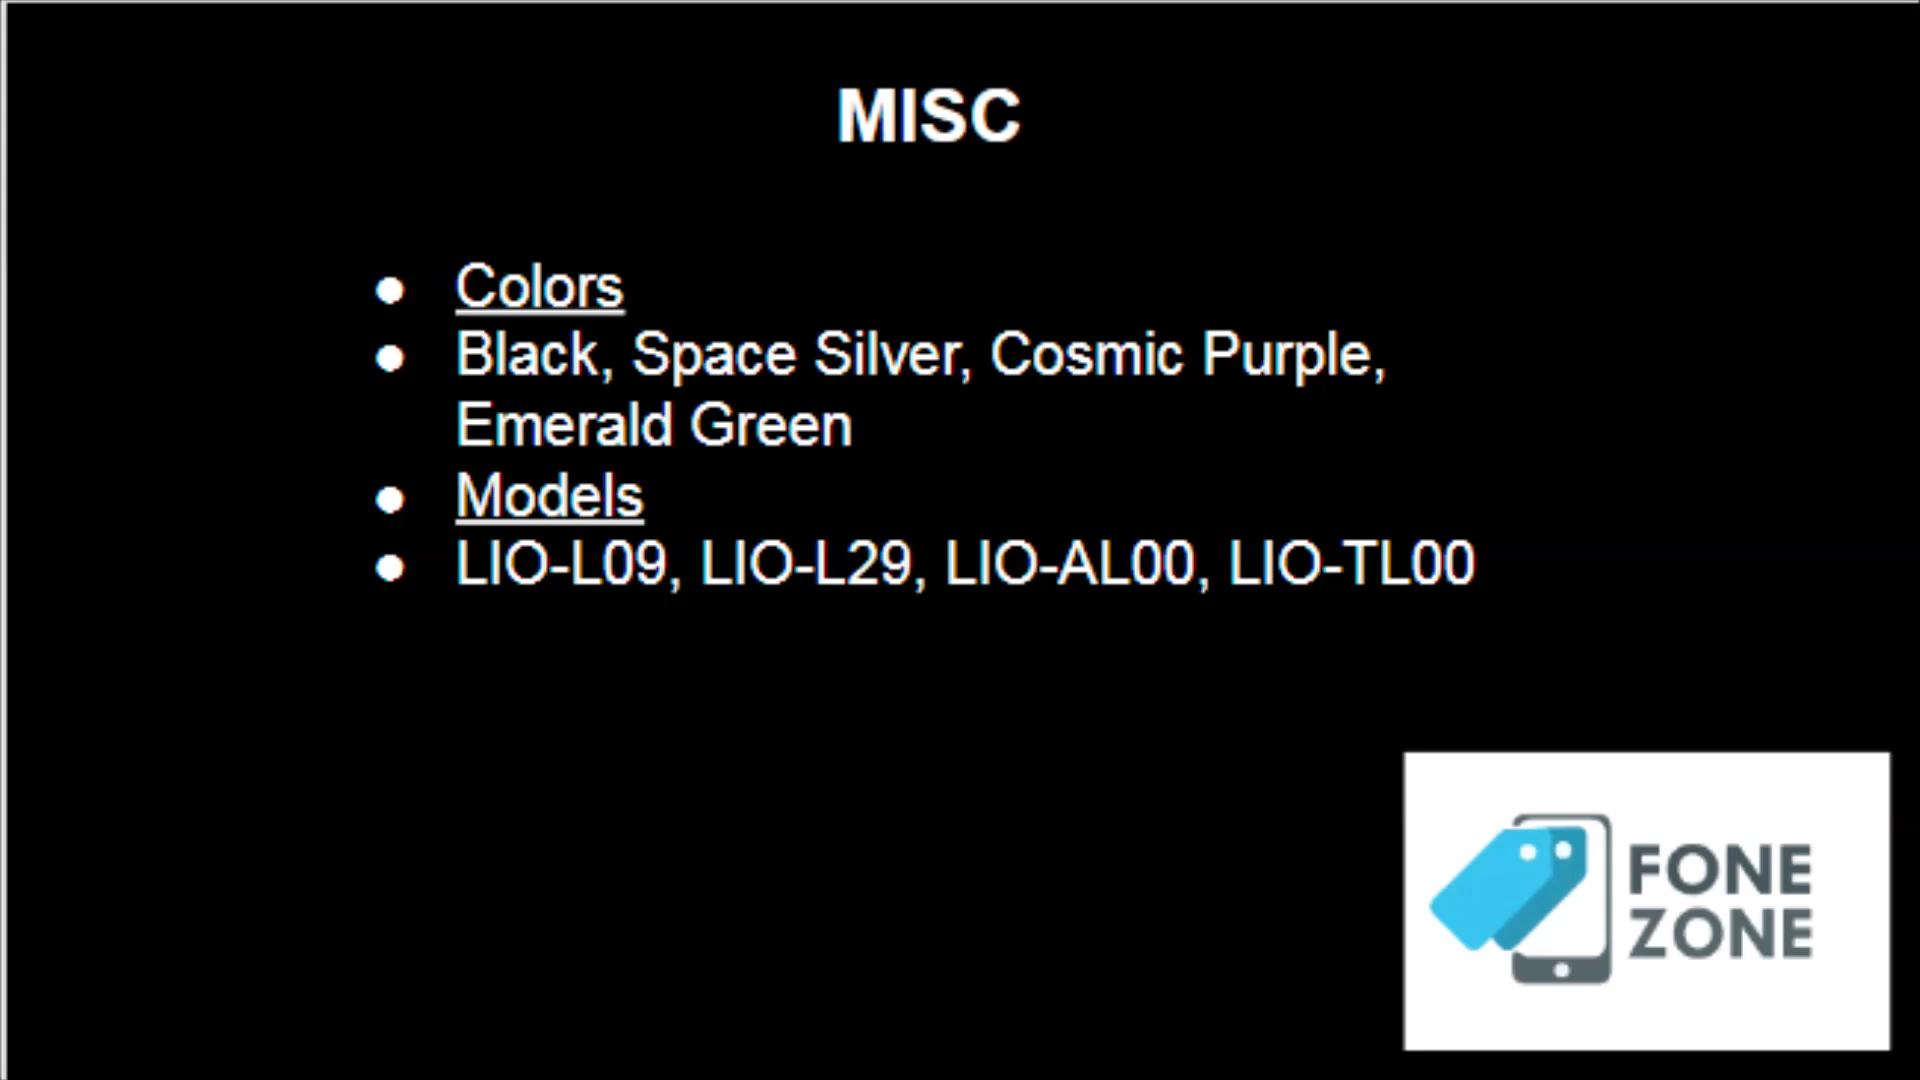 MISC
● Colors
● Black, Space Silver, Cosmic Purple,
Emerald Green
● Models
● LIO-L09, LIO-L29, LIO-AL00, LIO-TL00
FONE
ZONE